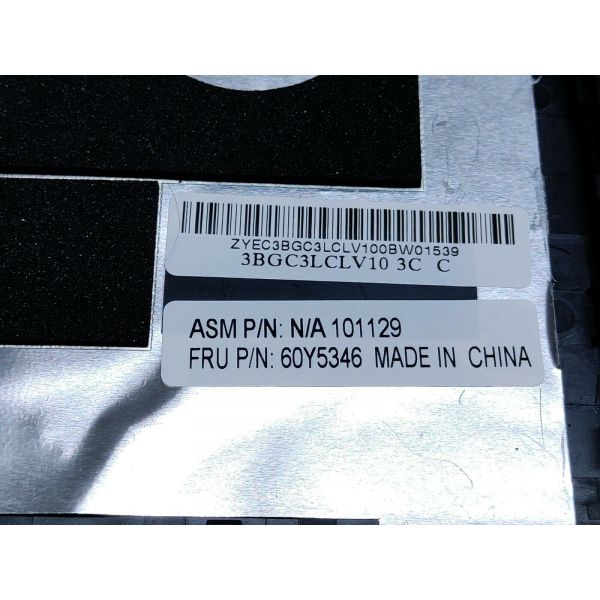 ZYEC3BGC3LCLV100BW01539
3BGC3LCLV10 3C C
ASM P/N: N/A 101129
FRU P/N: 60Y5346 MADE IN CHINA